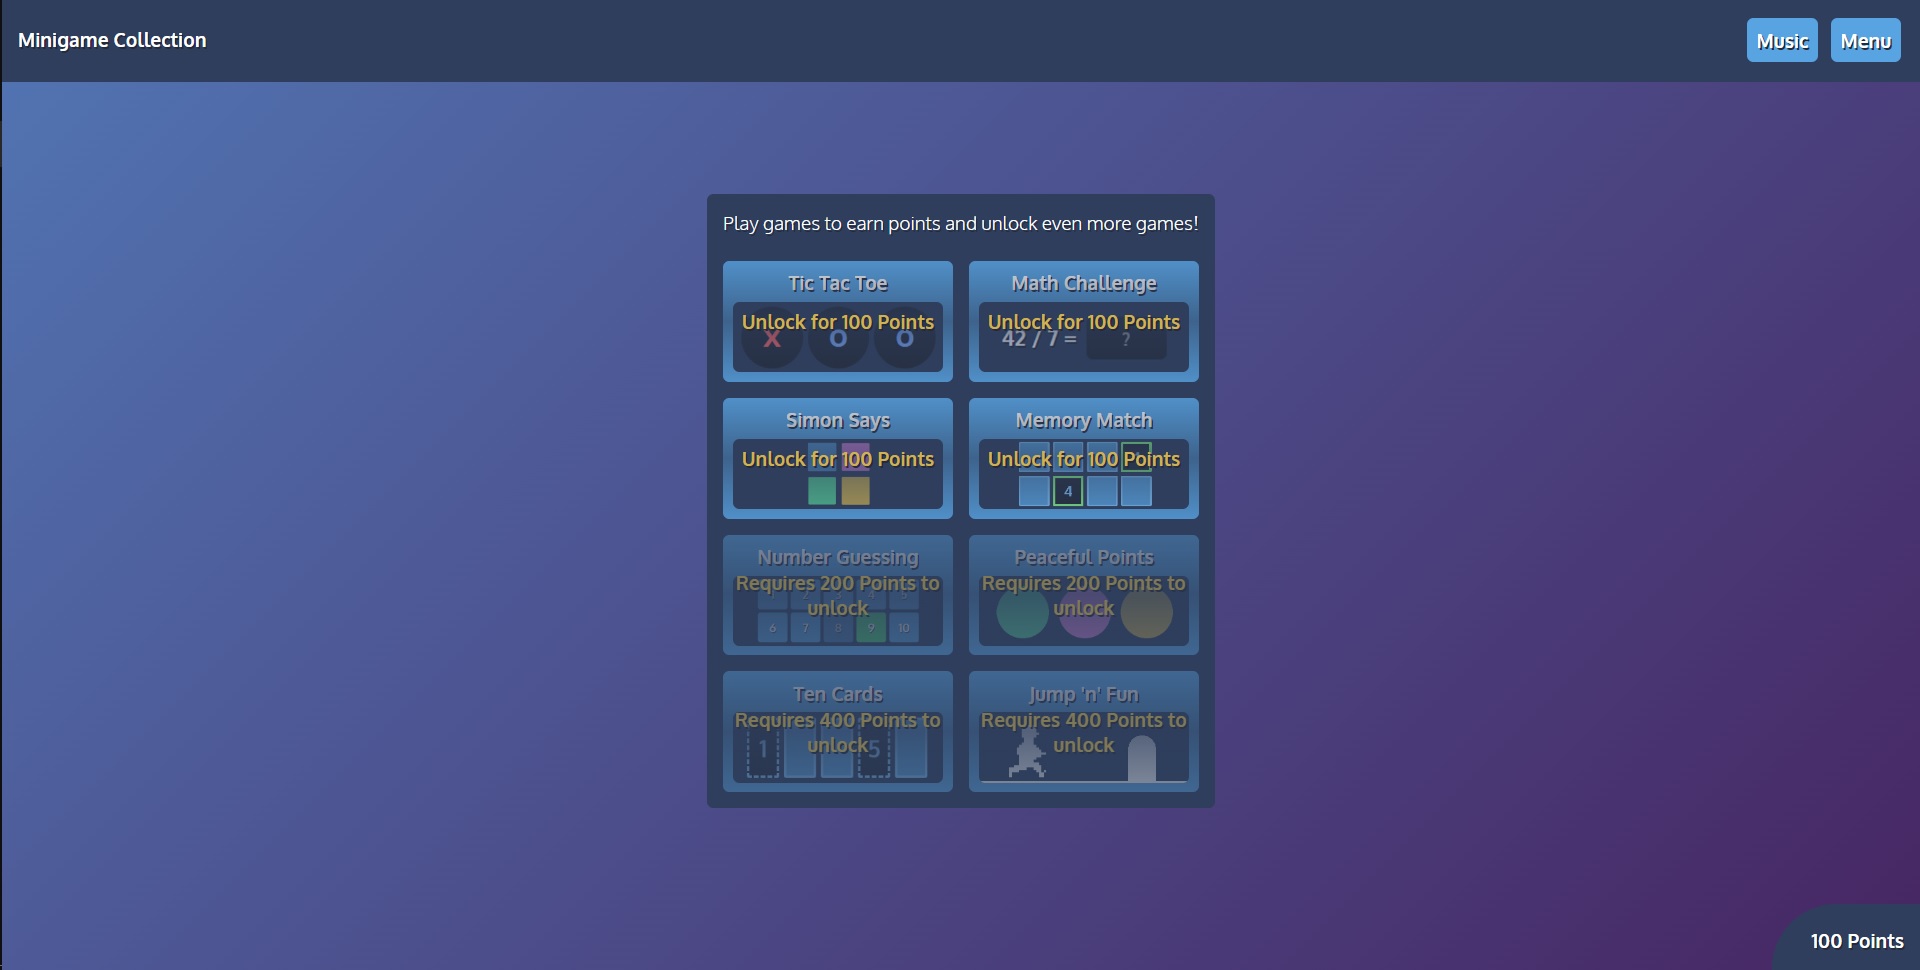 Minigame Collection
Music
Menu
Play games to earn points and unlock even more games!
Tic Tac Toe
Unlock for 100 Points
X O O
Math Challenge
Unlock for 100 Points
42 / 7 = ?
Simon Says
Unlock for 100 Points
Memory Match
Unlock for 100 Points
4
Number Guessing
Requires 200 Points to
unlock
6 7 8 9 10
Peaceful Points
Requires 200 Points to
unlock
Ten Cards
Requires 400 Points to
unlock
1 5
Jump 'n' Fun
Requires 400 Points to
unlock
100 Points